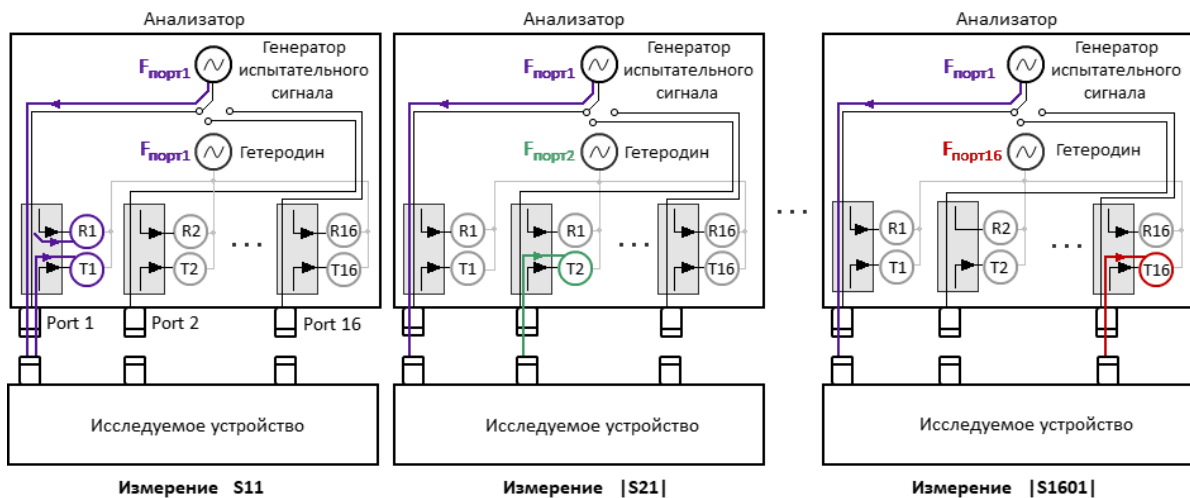 Анализатор
Fпорт1
Генератор
испытательного
сигнала
Fпорт1
Гетеродин
R1
R2
...
R16
T1
T2
T16
Port 1
Port 2
Port 16
Исследуемое устройство
Измерение S11
Анализатор
Fпорт1
Генератор
испытательного
сигнала
Fпорт2
Гетеродин
R1
R1
...
R16
T1
T2
T16
Исследуемое устройство
Измерение |S21|
...
Анализатор
Fпорт1
Генератор
испытательного
сигнала
Fпорт16
Гетеродин
R1
R2
...
R16
T1
T2
T16
Исследуемое устройство
Измерение |S1601|